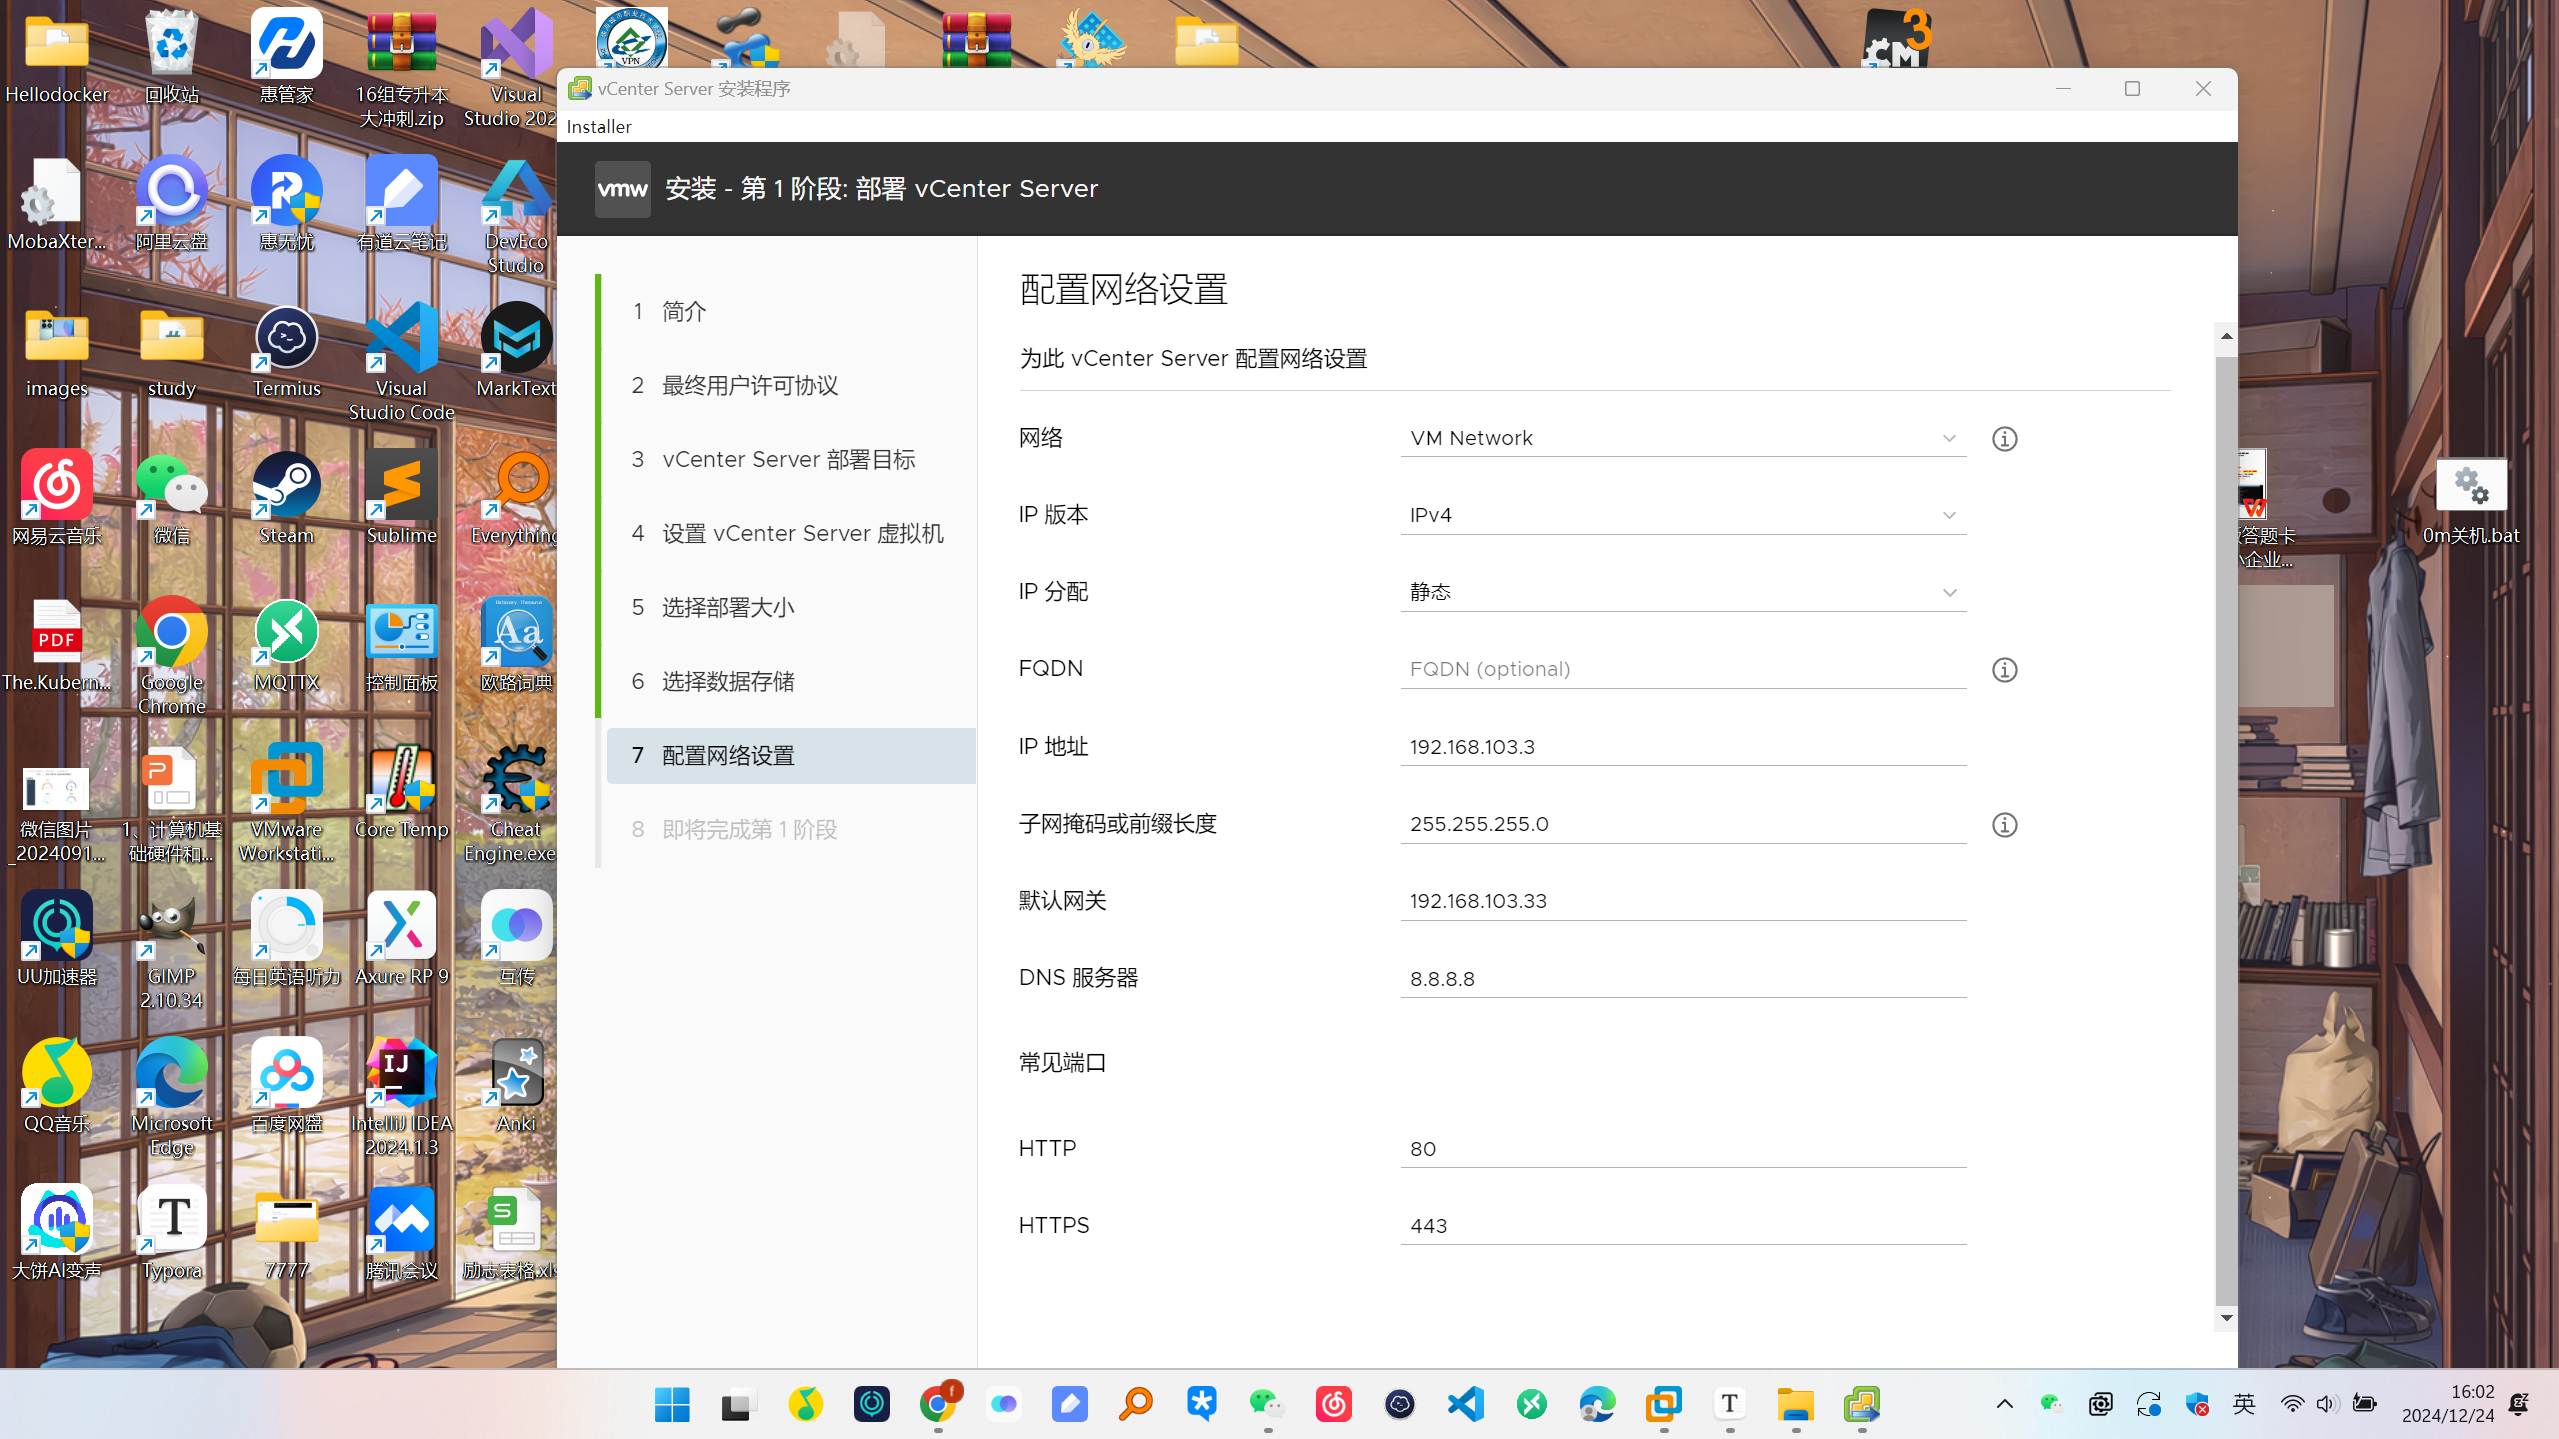 Hellodocker
回收站
惠管家
16组专升本
大冲刺.zip
Visual
Studio 202
VPN
CM
3
MobaXter...
阿里云盘
惠无忧
有道云笔记
DevEco
Studio
images
study
Termius
Visual
Studio Code
MarkText
网易云音乐
微信
Steam
Sublime
Everything
PDF
The.Kubern...
Google
Chrome
MQTTX
控制面板
Aa
欧路词典
微信图片
_2024091...
1、计算机基
础硬件和...
VMware
Workstati...
Core Temp
Cheat
Engine.exe
UU加速器
GIMP
2.10.34
每日英语听力
Axure RP 9
互传
QQ音乐
Microsoft
Edge
百度网盘
IJ
IntelliJ IDEA
2024.1.3
Anki
大饼AI变声
T
Typora
7777
腾讯会议
S
励志表格.xls
vCenter Server 安装程序
Installer
vmw
安装 - 第 1 阶段: 部署 vCenter Server
1 简介
2 最终用户许可协议
3 vCenter Server 部署目标
4 设置 vCenter Server 虚拟机
5 选择部署大小
6 选择数据存储
7 配置网络设置
8 即将完成第 1 阶段
配置网络设置
为此 vCenter Server 配置网络设置
网络
VM Network
IP 版本
IPv4
IP 分配
静态
FQDN
FQDN (optional)
IP 地址
192.168.103.3
子网掩码或前缀长度
255.255.255.0
默认网关
192.168.103.33
DNS 服务器
8.8.8.8
常见端口
HTTP
80
HTTPS
443
答题卡
企业...
0m关机.bat
T
英
16:02
2024/12/24